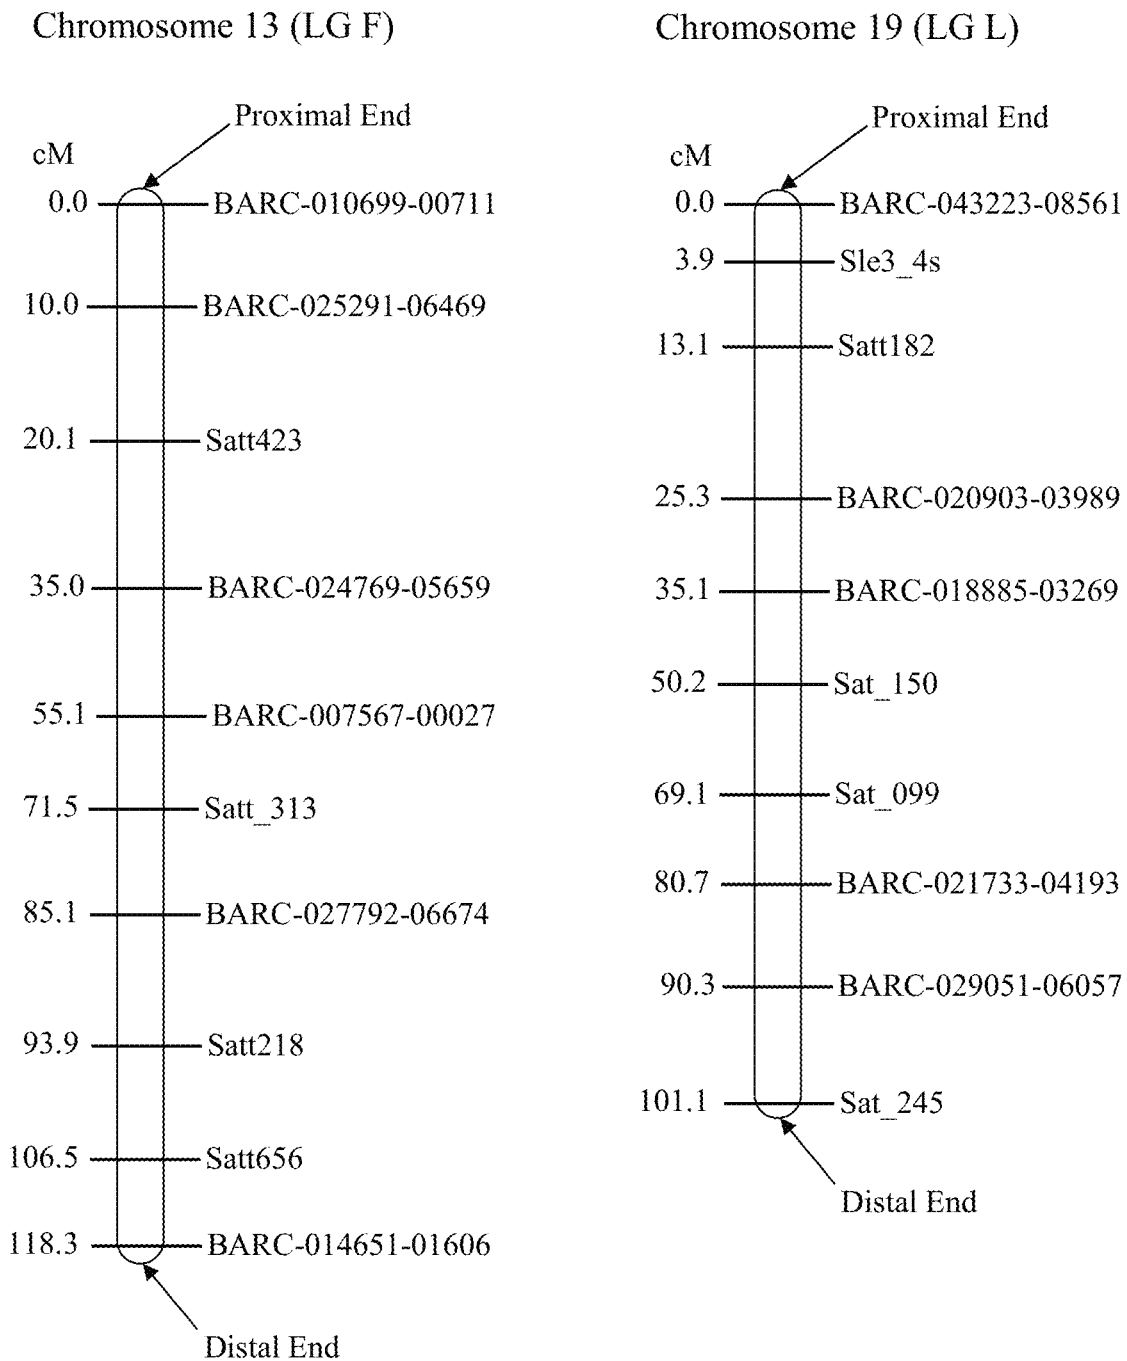 Chromosome 13 (LG F)
Proximal End
cM
0.0 BARC-010699-00711
10.0 BARC-025291-06469
20.1 Satt423
35.0 BARC-024769-05659
55.1 BARC-007567-00027
71.5 Satt_313
85.1 BARC-027792-06674
93.9 Satt218
106.5 Satt656
118.3 BARC-014651-01606
Distal End
Chromosome 19 (LG L)
Proximal End
cM
0.0 BARC-043223-08561
3.9 Sle3_4s
13.1 Satt182
25.3 BARC-020903-03989
35.1 BARC-018885-03269
50.2 Sat_150
69.1 Sat_099
80.7 BARC-021733-04193
90.3 BARC-029051-06057
101.1 Sat_245
Distal End